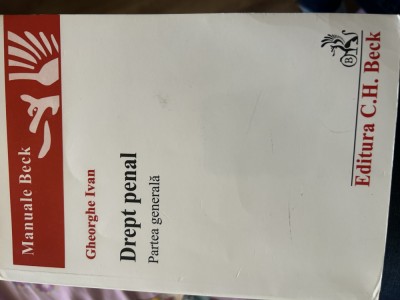 Manuale Beck
Gheorghe Ivan
Drept penal
Partea generală
B
Editura C.H. Beck